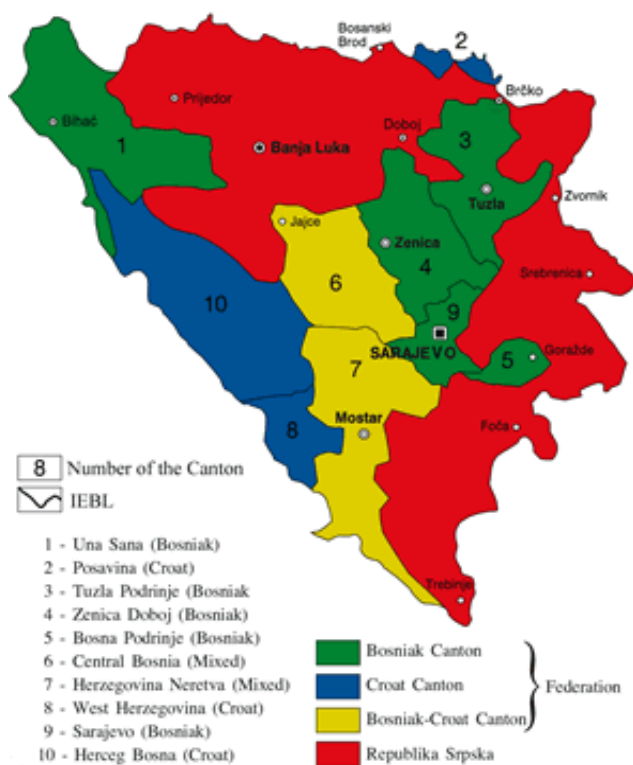 Bosanski
Brod
2
Brčko
Prijedor
Bihać
1
Doboj
3
Banja Luka
Tuzla
Zvornik
Jajce
Zenica
4
6
Srebrenica
10
9
SARAJEVO
5
Goražde
7
Mostar
8
Foča
Trebinje
8 Number of the Canton
IEBL
1 - Una Sana (Bosniak)
2 - Posavina (Croat)
3 - Tuzla Podrinje (Bosniak
4 - Zenica Doboj (Bosniak)
5 - Bosna Podrinje (Bosniak)
6 - Central Bosnia (Mixed)
7 - Herzegovina Neretva (Mixed)
8 - West Herzegovina (Croat)
9 - Sarajevo (Bosniak)
10 - Herceg Bosna (Croat)
Bosniak Canton
Croat Canton
Bosniak-Croat Canton
Federation
Republika Srpska